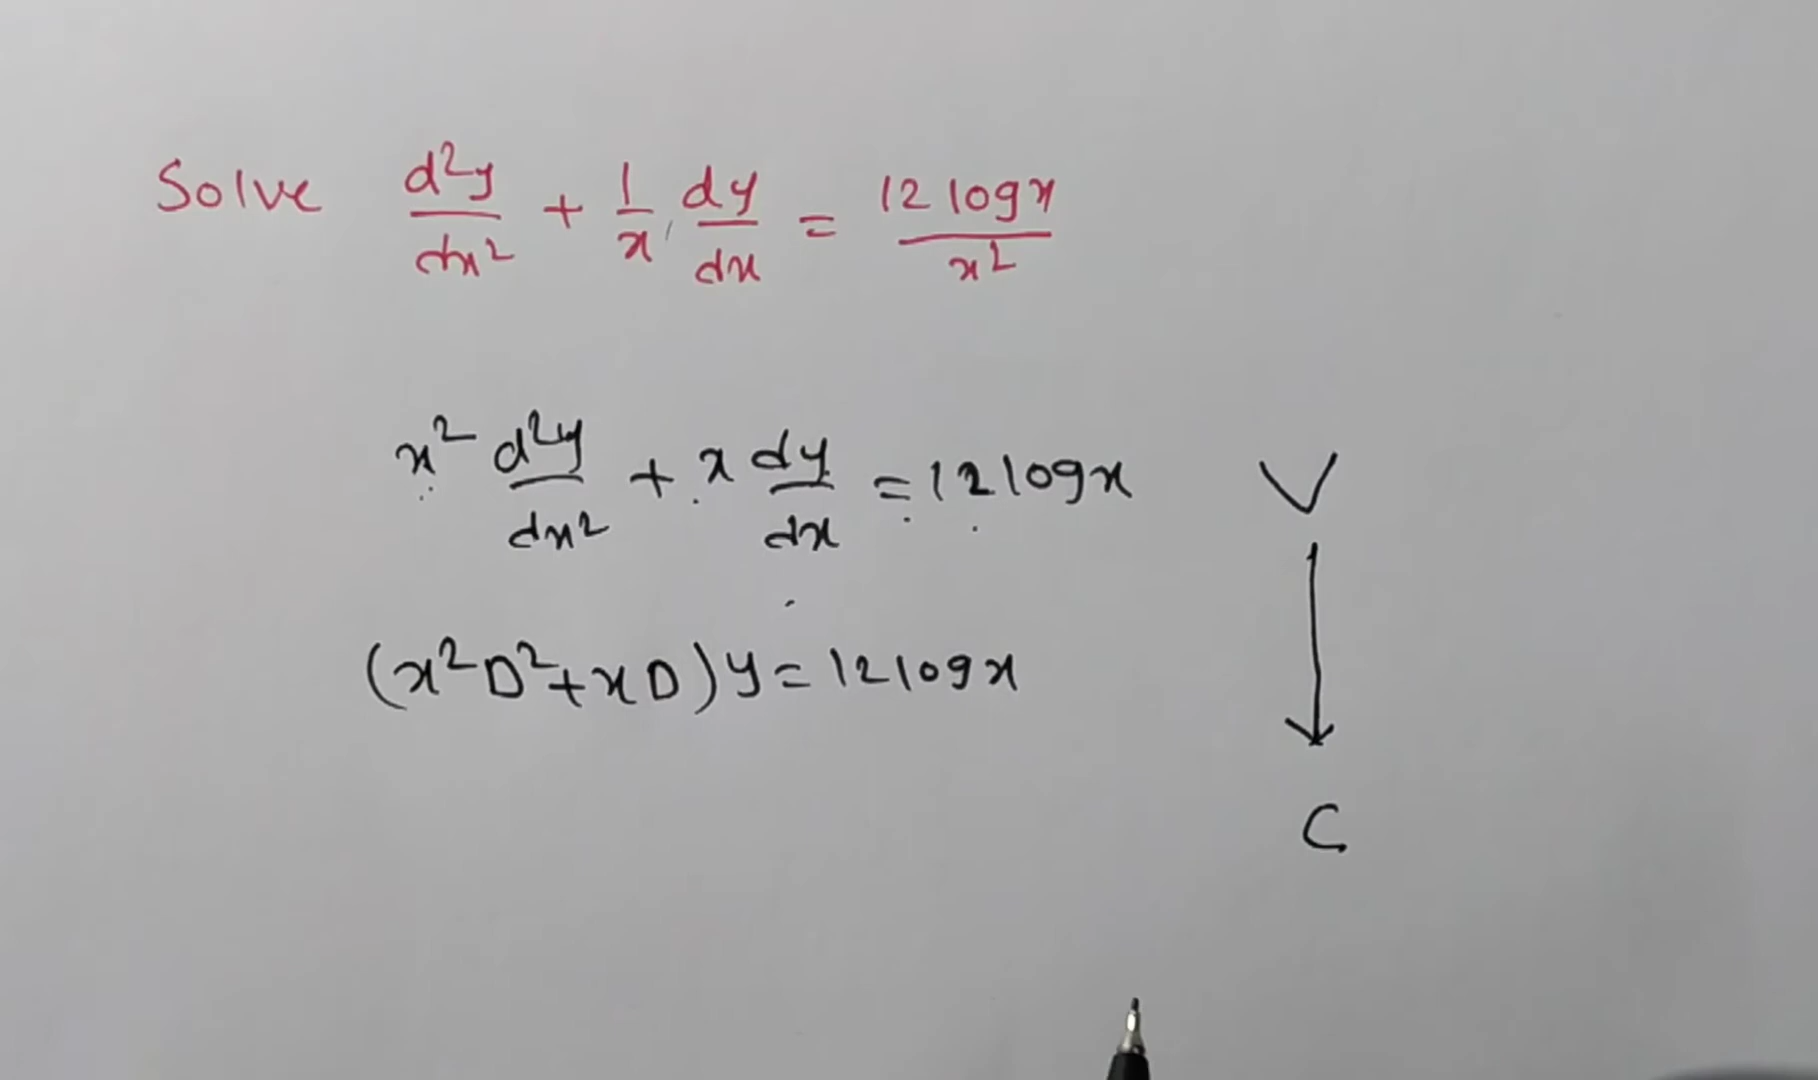 Solve d²y/dx² + 1/x dy/dx = 12 log x/x²
x² d²y/dx² + x dy/dx = 12 log x
V
(x²D²+xD)y = 12 log x
C